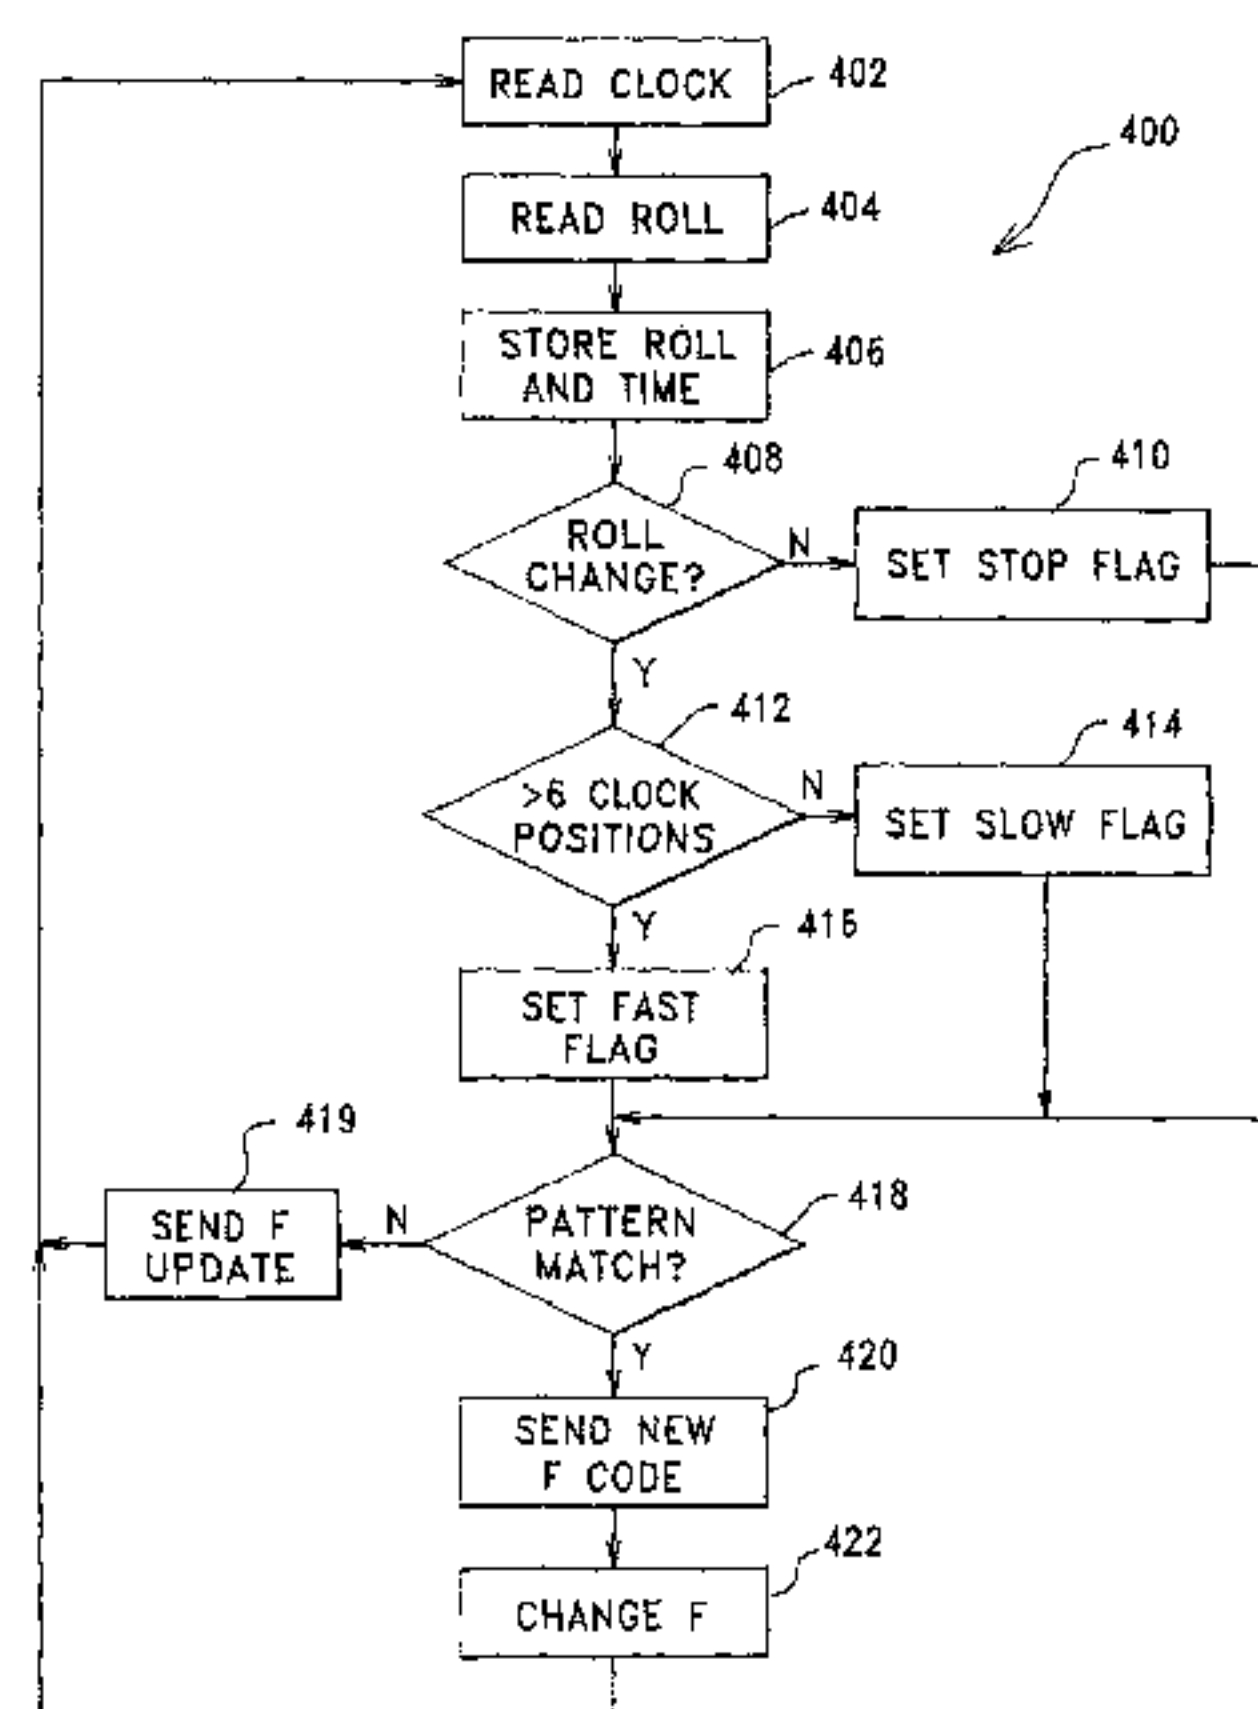 READ CLOCK
402
400
READ ROLL
404
STORE ROLL
AND TIME
406
408
ROLL
CHANGE?
N
410
SET STOP FLAG
Y
412
>6 CLOCK
POSITIONS
N
414
SET SLOW FLAG
Y
416
SET FAST
FLAG
419
SEND F
UPDATE
N
418
PATTERN
MATCH?
Y
420
SEND NEW
F CODE
422
CHANGE F